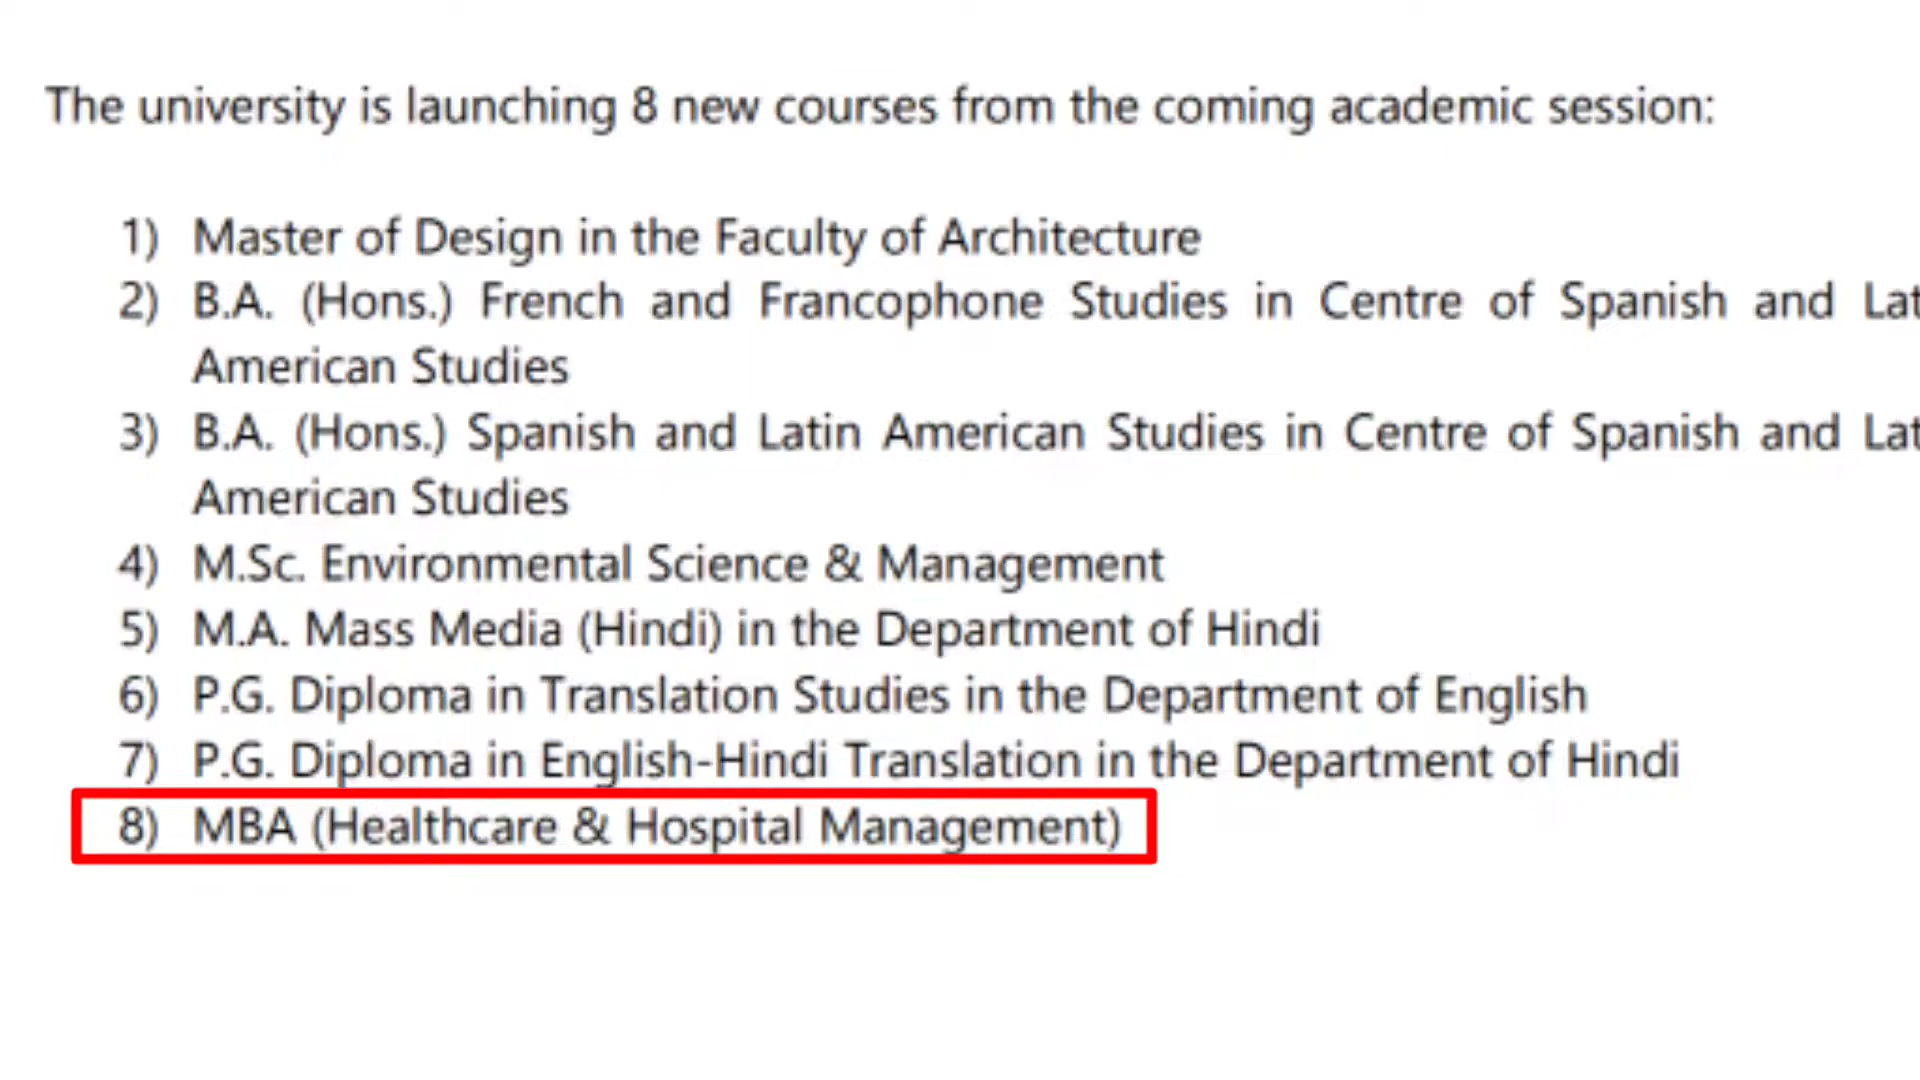 The university is launching 8 new courses from the coming academic session:
1) Master of Design in the Faculty of Architecture
2) B.A. (Hons.) French and Francophone Studies in Centre of Spanish and Lat
American Studies
3) B.A. (Hons.) Spanish and Latin American Studies in Centre of Spanish and Lat
American Studies
4) M.Sc. Environmental Science & Management
5) M.A. Mass Media (Hindi) in the Department of Hindi
6) P.G. Diploma in Translation Studies in the Department of English
7) P.G. Diploma in English-Hindi Translation in the Department of Hindi
8) MBA (Healthcare & Hospital Management)